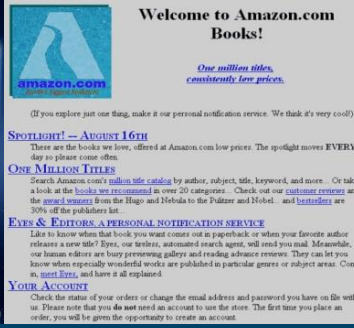 Welcome to Amazon.com
Books!
amazon.com
One million titles,
consistently low prices.
(If you explore just one thing, make it our personal notification service. We think it's very cool!)
SPOTLIGHT! -- AUGUST 16TH
These are the books we love, offered at Amazon.com low prices. The spotlight moves EVERY
day so please come often.
ONE MILLION TITLES
Search Amazon.com's million title catalog by author, subject, title, keyword, and more... Or take
a look at the books we recommend in over 20 categories... Check out our customer reviews an
the award winners from the Hugo and Nebula to the Pulitzer and Nobel... and bestsellers are
30% off the publishers list...
EYES & EDITORS, A PERSONAL NOTIFICATION SERVICE
Like to know when that book you want comes out in paperback or when your favorite author
releases a new title? Eyes, our tireless, automated search agent, will send you mail. Meanwhile,
our human editors are busy previewing galleys and reading advance reviews. They can let you
know when especially wonderful works are published in particular genres or subject areas. Com
in, meet Eyes, and have it all explained.
YOUR ACCOUNT
Check the status of your orders or change the email address and password you have on file with
us. Please note that you do not need an account to use the store. The first time you place an
order, you will be given the opportunity to create an account.